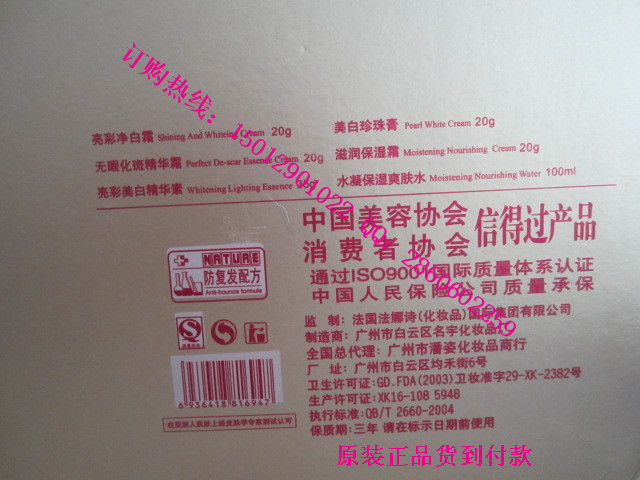 订购热线：15012901029 QQ 2860602259
亮彩净白霜 Shining And Whiteing Cream 20g
美白珍珠膏 Pearl White Cream 20g
无暇化斑精华霜 Perfect De-scar Essence Cream 20g
滋润保湿霜 Moistening Nourishing Cream 20g
亮彩美白精华素 Whitening Lighting Essence
水凝保湿爽肤水 Moistening Nourishing Water 100ml
中国美容协会
消费者协会
信得过产品
通过ISO900 国际质量体系认证
中国人民保险公司质量承保
NATURE
防复发配方
Anti-bounce formula
监 制：法国法娜诗(化妆品)国际集团有限公司
制造商：广州市白云区名宇化妆品厂
全国总代理：广州市潘姿化妆品商行
厂 址：广州市白云区均禾街6号
卫生许可证:GD.FDA(2003)卫妆准字29-XK-2382号
生产许可证:XK16-108 5948
执行标准:QB/T 2660-2004
保质期：三年 请在标示日期前使用
QS
6 936418 816947
原装正品货到付款